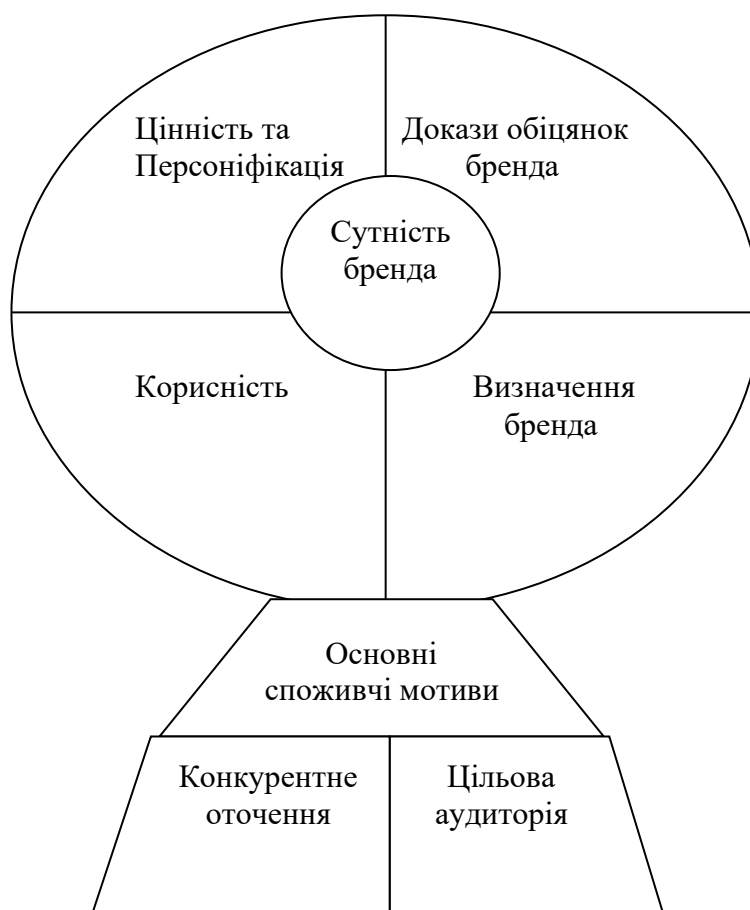 Цінність та
Персоніфікація
Докази обіцянок
бренда
Сутність
бренда
Корисність
Визначення
бренда
Основні
споживчі мотиви
Конкурентне
оточення
Цільова
аудиторія